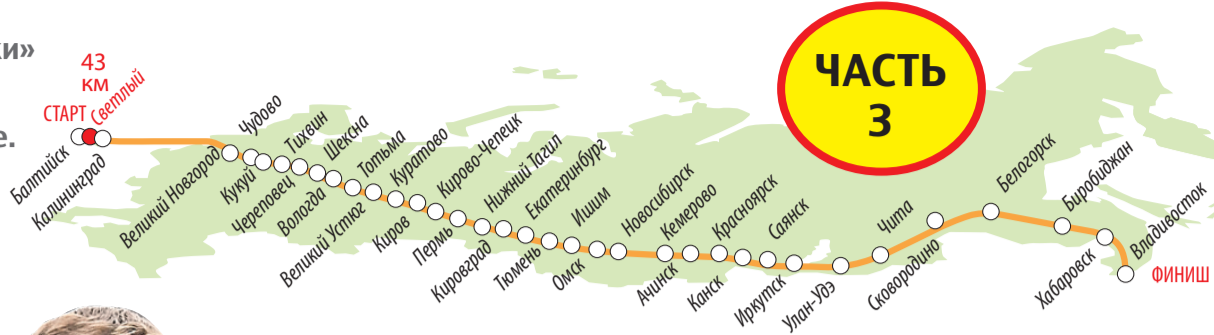 ки»
43
км
СТАРТ
Светлый
е.
Балтийск
Калининград
Великий Новгород
Чудово
Кукуй
Тихвин
Череповец
Шексна
Вологда
Тотьма
Великий Устюг
Куратово
Киров
Кирово-Чепецк
Пермь
Нижний Тагил
Кировград
Екатеринбург
Тюмень
Ишим
Омск
Новосибирск
Ачинск
Кемерово
Канск
Красноярск
Иркутск
Саянск
Улан-Удэ
Чита
Сковородино
Белогорск
Хабаровск
Биробиджан
Владивосток
ФИНИШ
ЧАСТЬ
3